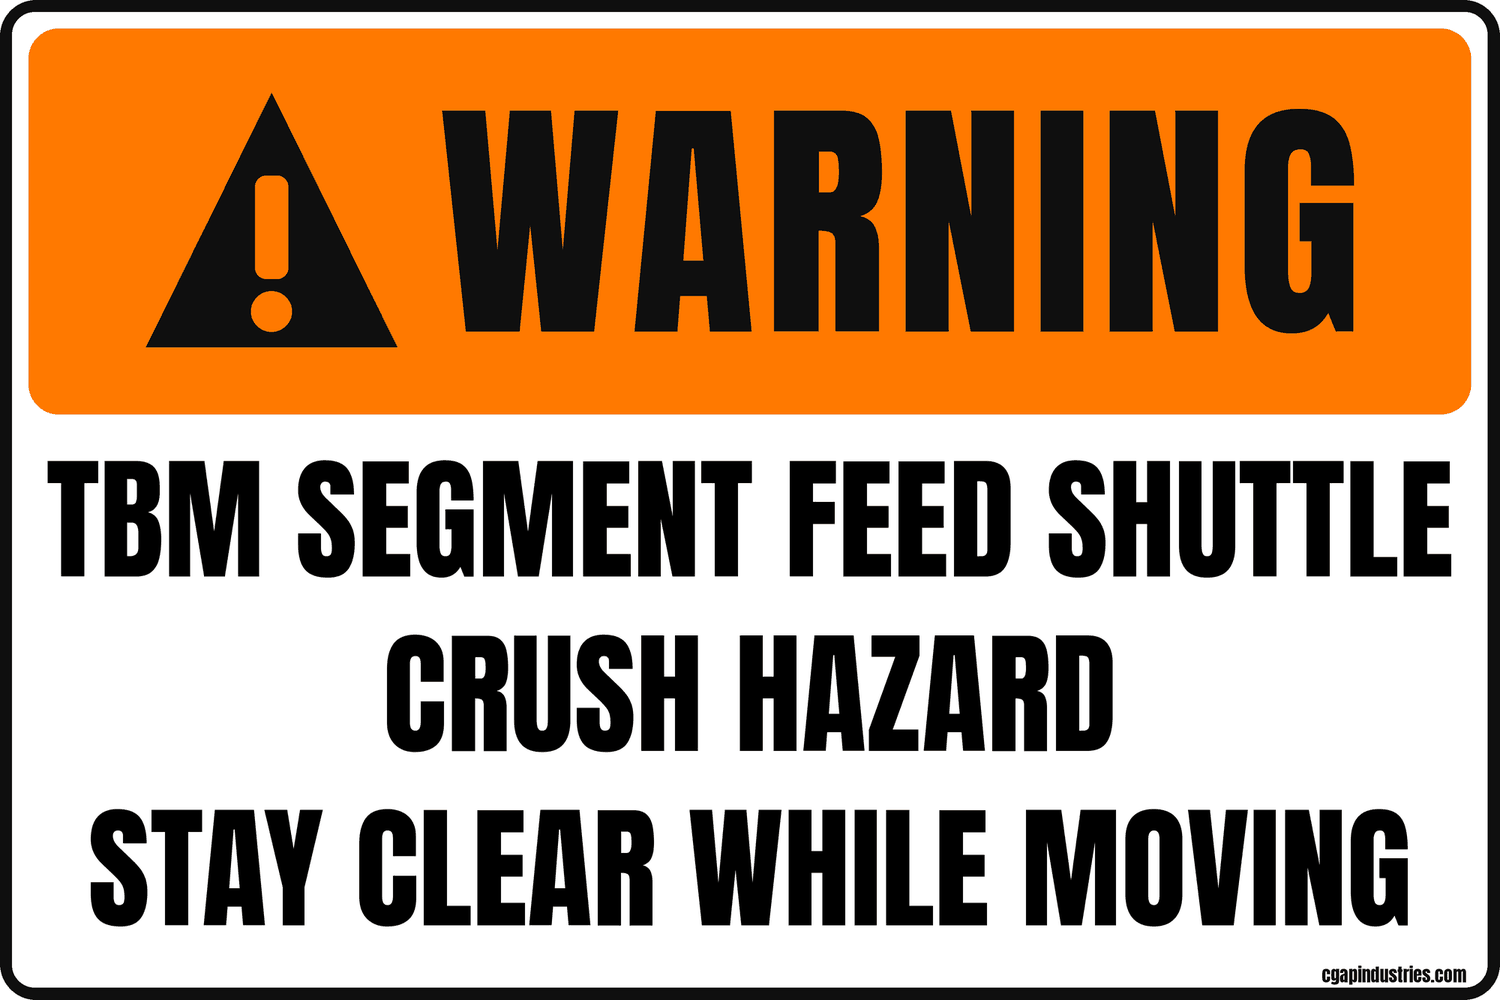 WARNING
TBM SEGMENT FEED SHUTTLE
CRUSH HAZARD
STAY CLEAR WHILE MOVING
cgapindustries.com